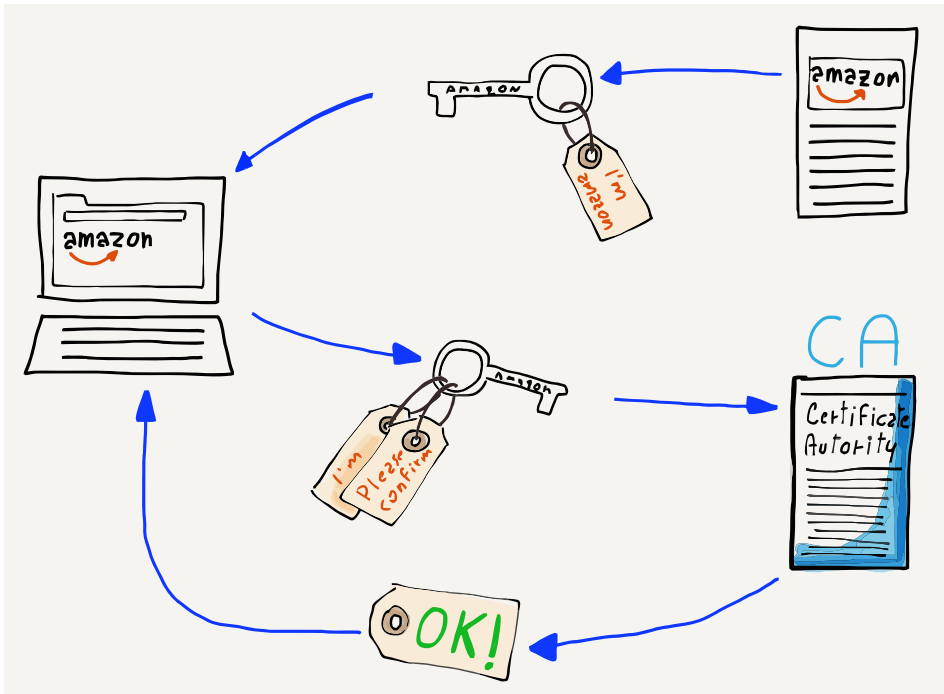 AMAZON
amazon
I'm
amazon
amazon
CA
amazon
Certificate
Autority
I'm
Please
confirm
OK!